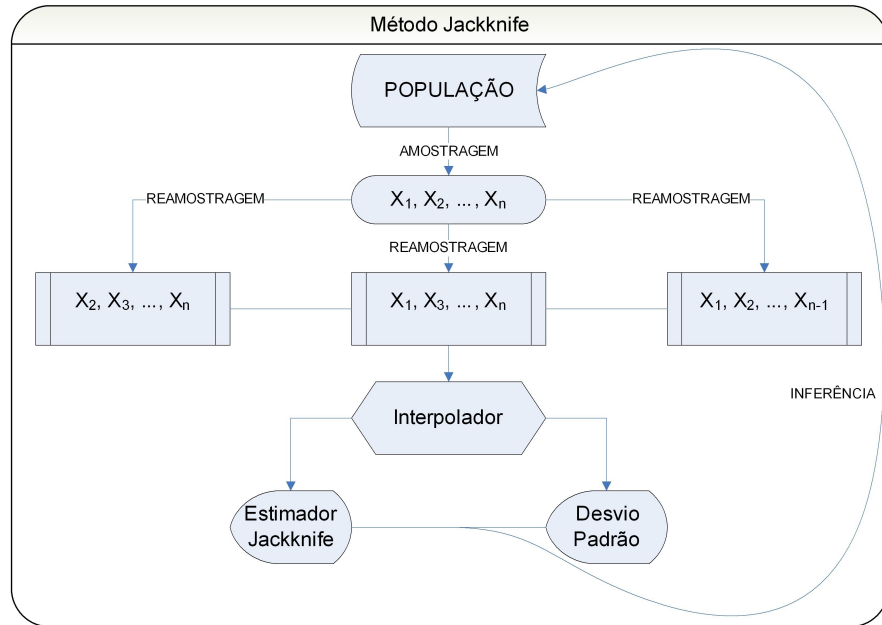 Método Jackknife
POPULAÇÃO
AMOSTRAGEM
X₁, X₂, ..., Xₙ
REAMOSTRAGEM
REAMOSTRAGEM
REAMOSTRAGEM
X₂, X₃, ..., Xₙ
X₁, X₃, ..., Xₙ
X₁, X₂, ..., Xₙ₋₁
Interpolador
INFERÊNCIA
Estimador
Jackknife
Desvio
Padrão